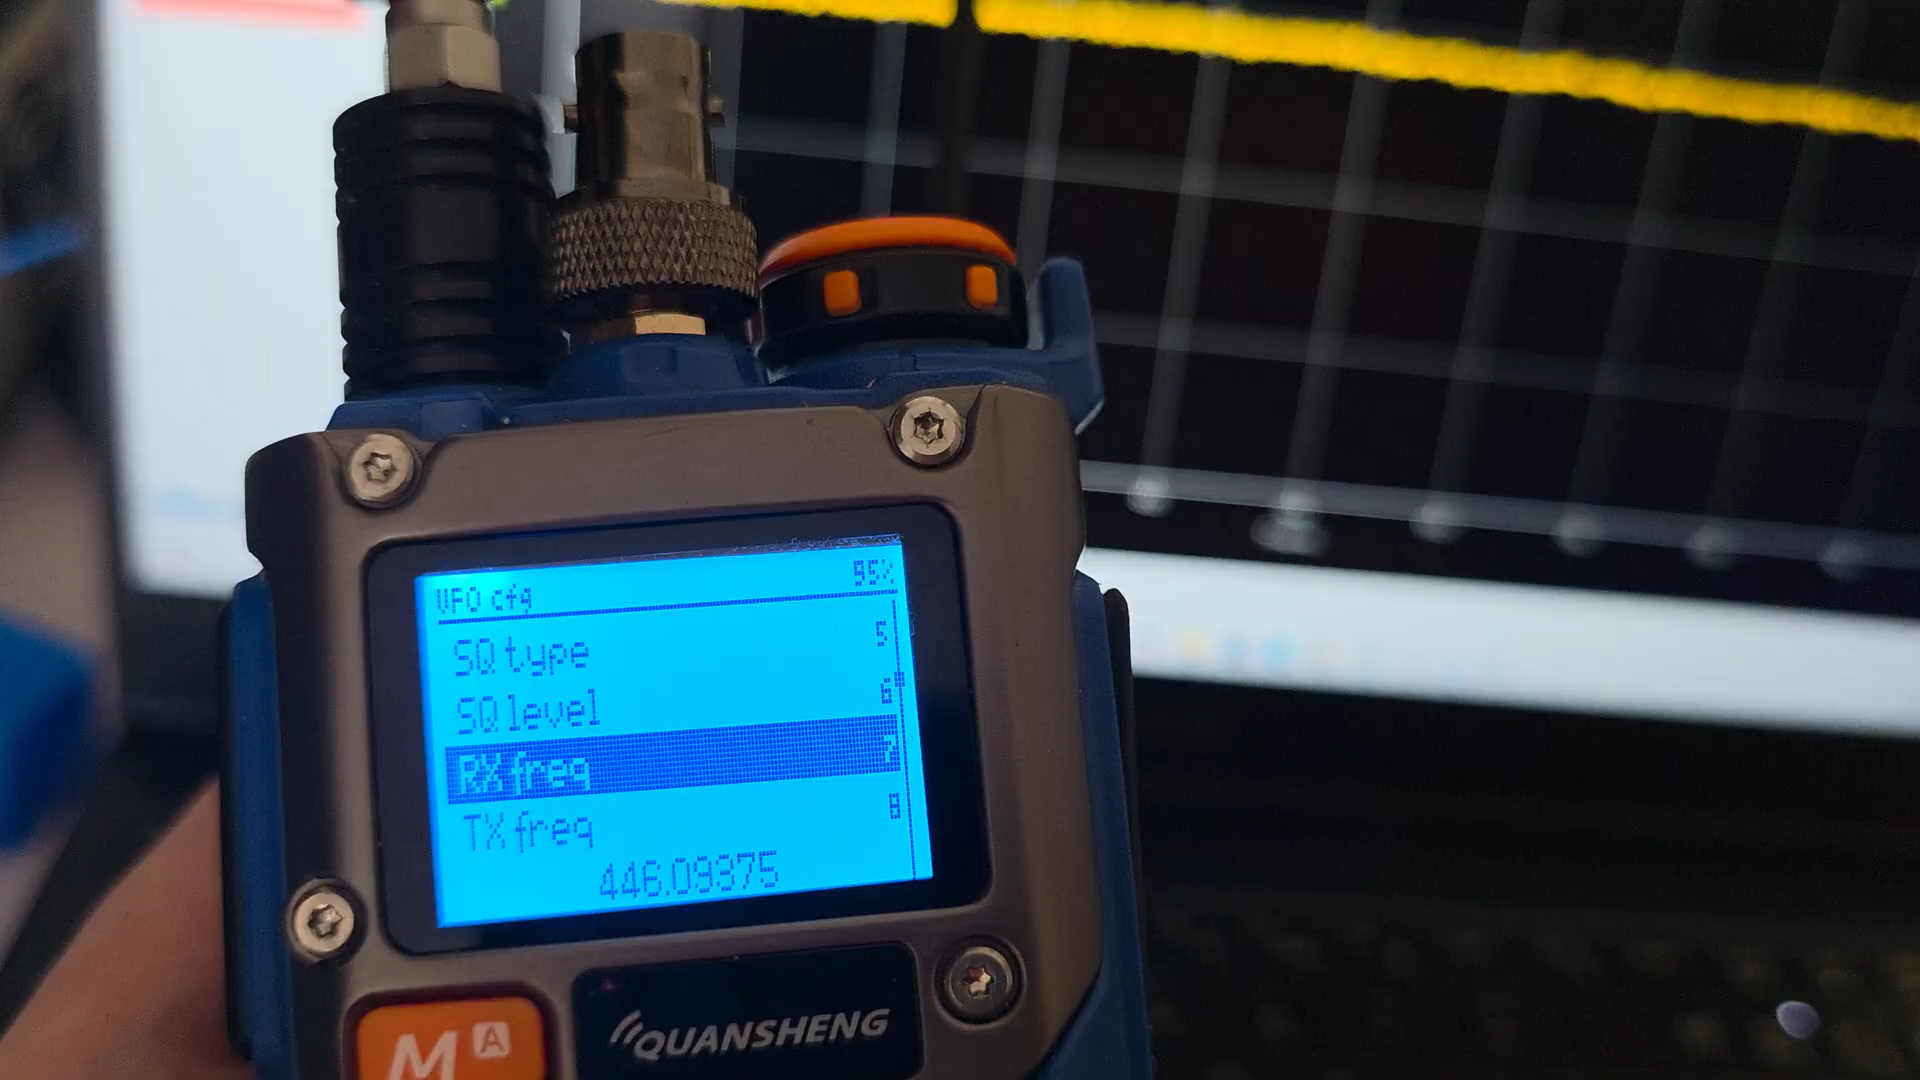 VFO cfg 95%
SQ type 5
SQ level 6
RX freq 7
TX freq 8
446.09375
M A
QUANSHENG